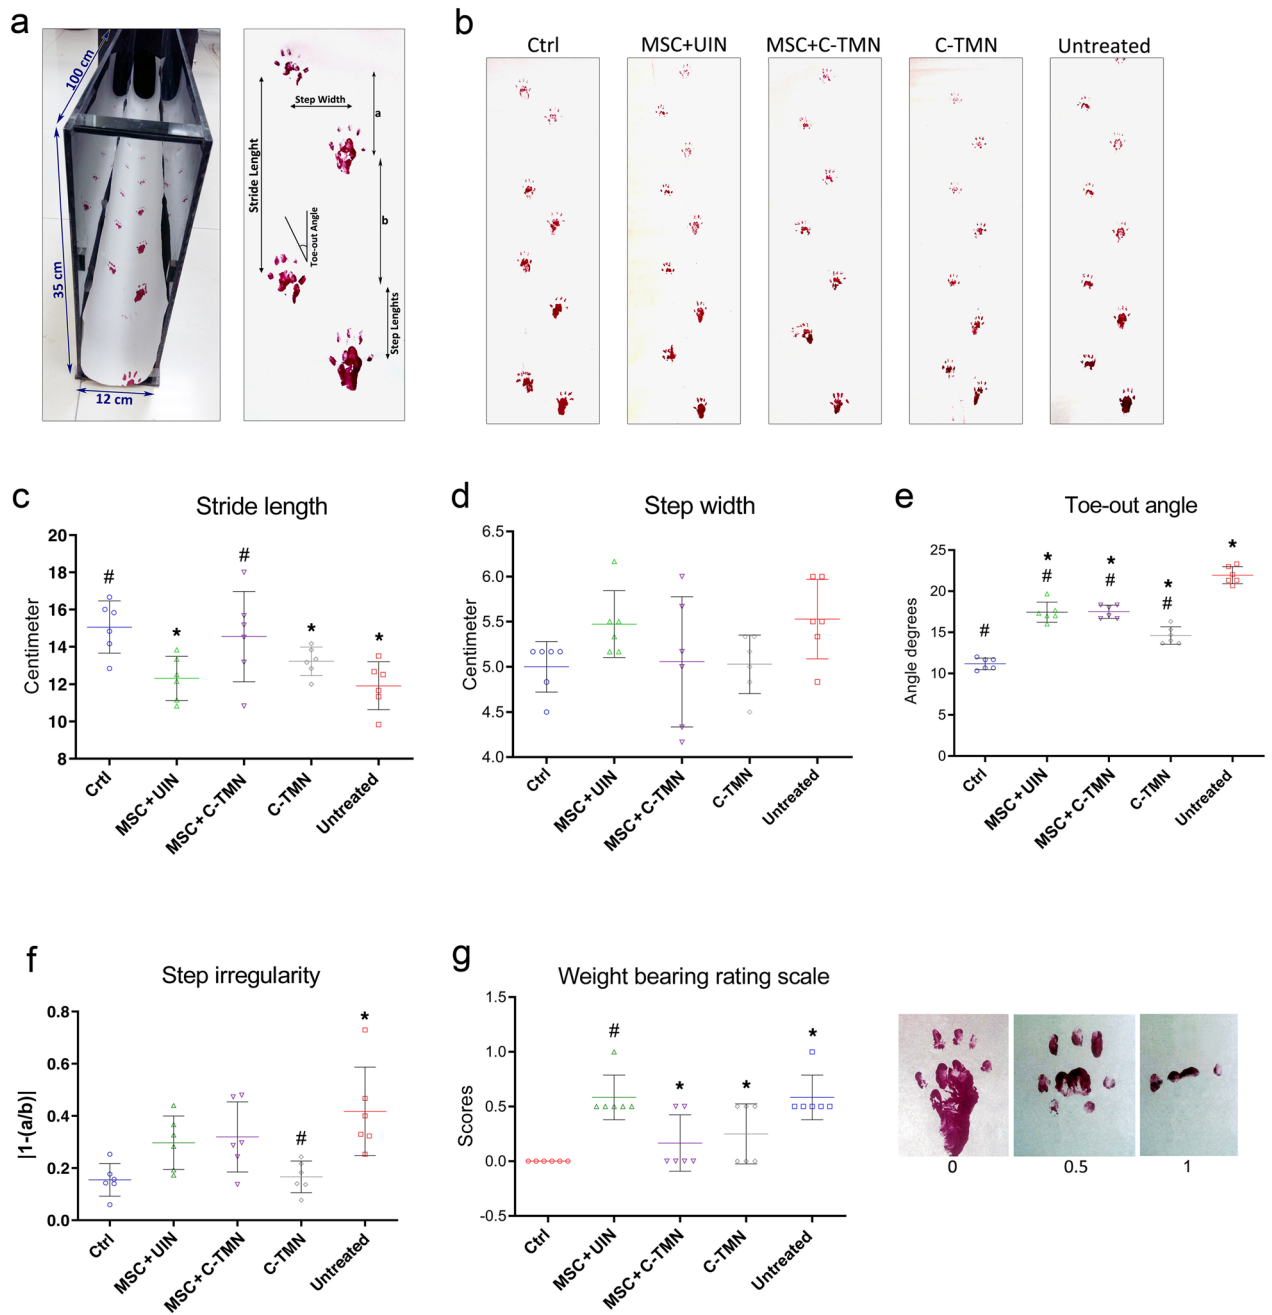 a
100 cm
35 cm
12 cm
Stride Lenght
Step Width
a
b
Toe-out Angle
Step Lenghts
b
Ctrl
MSC+UIN
MSC+C-TMN
C-TMN
Untreated
c
Stride length
Centimeter
20
18
16
14
12
10
8
#
*
#
*
*
Crtl
MSC+UIN
MSC+C-TMN
C-TMN
Untreated
d
Step width
Centimeter
6.5
6.0
5.5
5.0
4.5
4.0
Ctrl
MSC+UIN
MSC+C-TMN
C-TMN
Untreated
e
Toe-out angle
Angle degrees
25
20
15
10
5
0
#
*
#
*
#
*
#
*
Ctrl
MSC+UIN
MSC+C-TMN
C-TMN
Untreated
f
Step irregularity
|1-(a/b)|
0.8
0.6
0.4
0.2
0.0
#
*
Ctrl
MSC+UIN
MSC+C-TMN
C-TMN
Untreated
g
Weight bearing rating scale
Scores
1.5
1.0
0.5
0.0
-0.5
#
*
*
*
Ctrl
MSC+UIN
MSC+C-TMN
C-TMN
Untreated
0
0.5
1